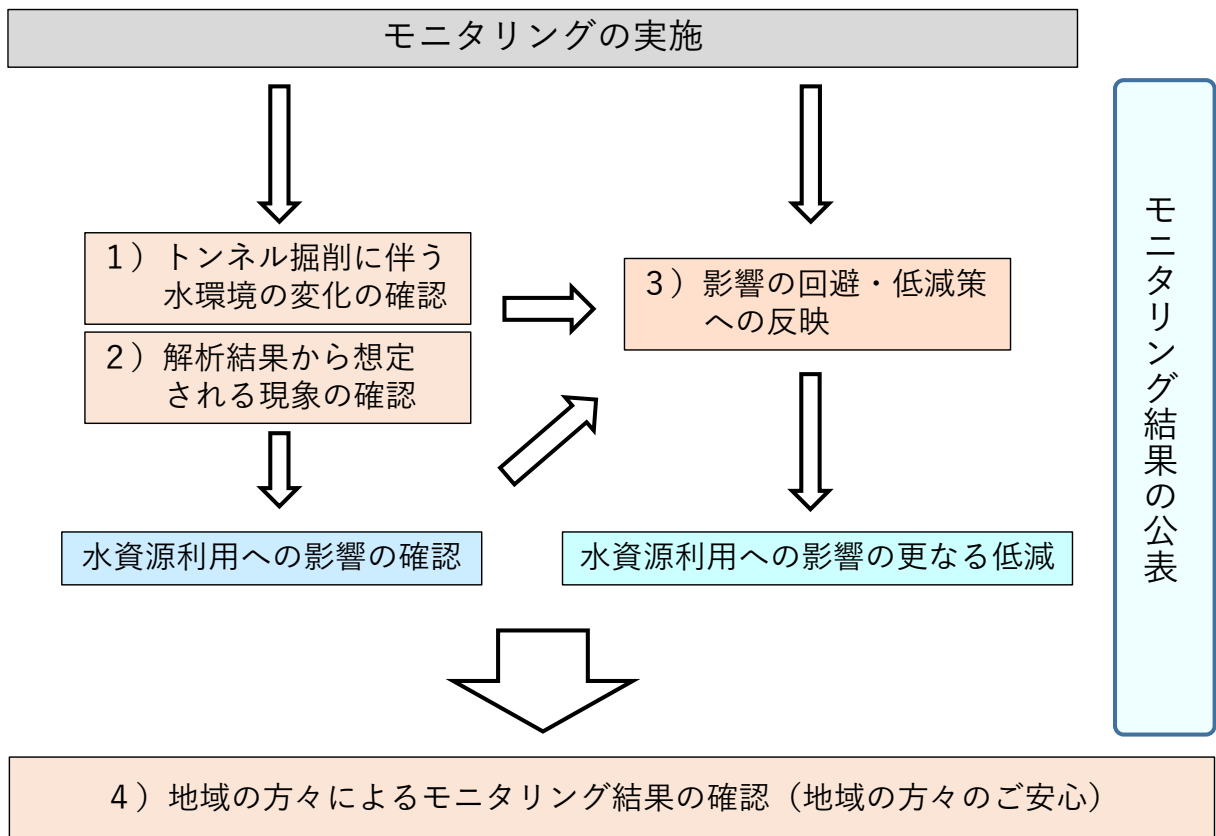 モニタリングの実施
１）トンネル掘削に伴う
水環境の変化の確認
２）解析結果から想定
される現象の確認
３）影響の回避・低減策
への反映
水資源利用への影響の確認
水資源利用への影響の更なる低減
モニタリング結果の公表
４）地域の方々によるモニタリング結果の確認（地域の方々のご安心）